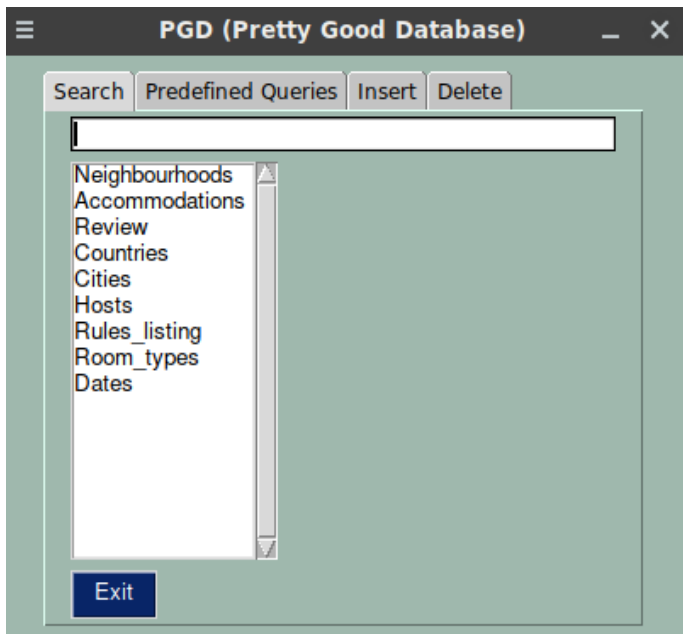 PGD (Pretty Good Database)
Search Predefined Queries Insert Delete
Neighbourhoods
Accommodations
Review
Countries
Cities
Hosts
Rules_listing
Room_types
Dates
Exit